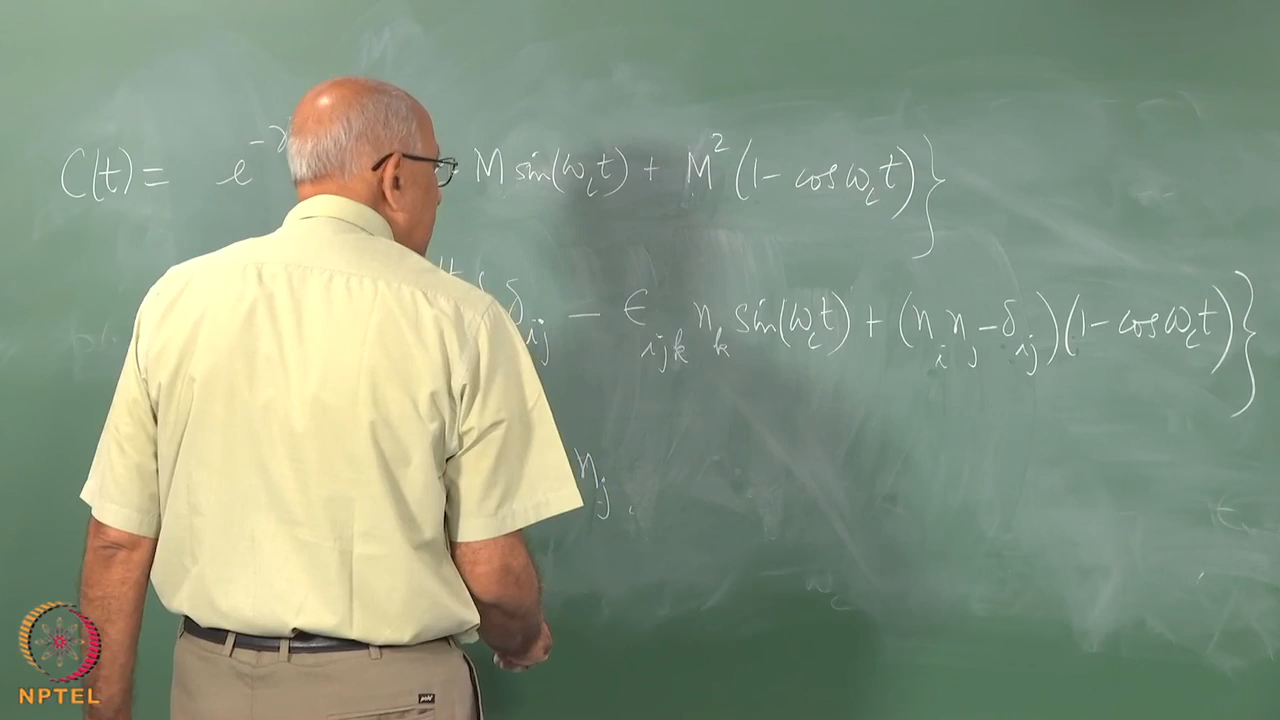 C(t) = e^{-γ M sin(ω_c t) + M² (1 - cos ω_c t)}
δ_ij - ϵ_ijk n_k sin(ω_c t) + (n_i n_j - δ_ij)(1 - cos ω_c t)}
n_j
NPTEL